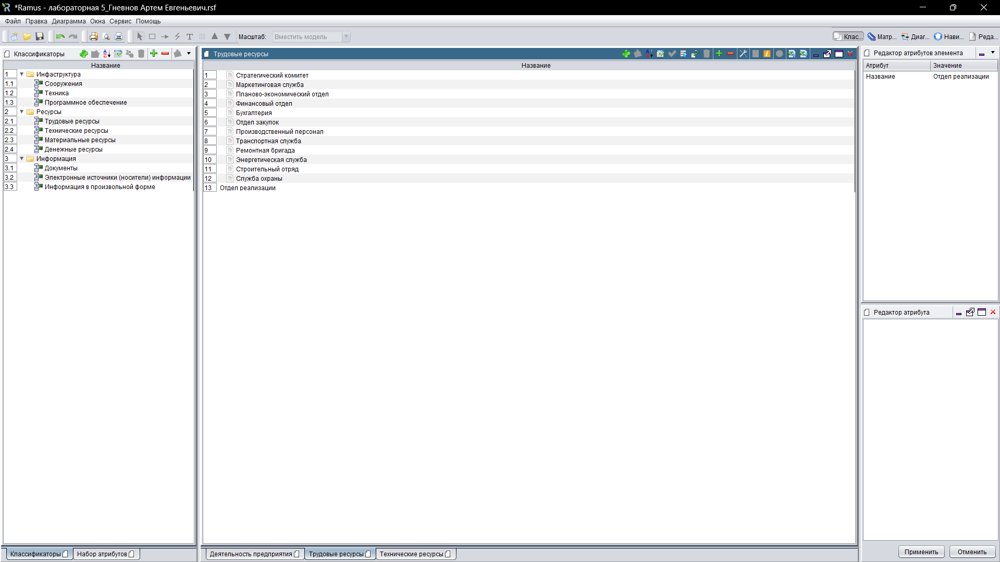 *Ramus - лабораторная 5_Гневнов Артем Евгеньевич.rsf
Файл Правка Диаграмма Окна Сервис Помощь
Масштаб: Вместить модель Клас... Матр... Диаг... Нави... Реда...
Классификаторы
Название
1 Инфаструктура
1.1 Сооружения
1.2 Техника
1.3 Программное обеспечение
2 Ресурсы
2.1 Трудовые ресурсы
2.2 Технические ресурсы
2.3 Материальные ресурсы
2.4 Денежные ресурсы
3 Информация
3.1 Документы
3.2 Электронные источники (носители) информации
3.3 Информация в произвольной форме
Классификаторы Набор атрибутов
Трудовые ресурсы
Название
1 Стратегический комитет
2 Маркетинговая служба
3 Планово-экономический отдел
4 Финансовый отдел
5 Бухгалтерия
6 Отдел закупок
7 Производственный персонал
8 Транспортная служба
9 Ремонтная бригада
10 Энергетическая служба
11 Строительный отряд
12 Служба охраны
13 Отдел реализации
Деятельность предприятия Трудовые ресурсы Технические ресурсы
Редактор атрибутов элемента
Атрибут Значение
Название Отдел реализации
Редактор атрибута
Применить Отменить